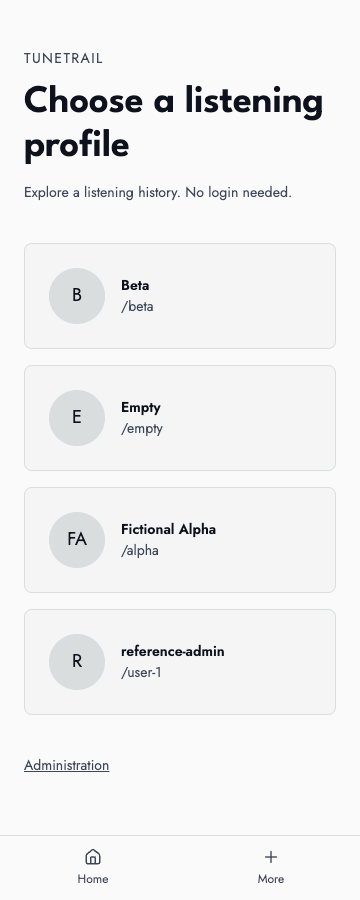 TUNETRAIL
Choose a listening
profile
Explore a listening history. No login needed.
B
Beta
/beta
E
Empty
/empty
FA
Fictional Alpha
/alpha
R
reference-admin
/user-1
Administration
Home
More